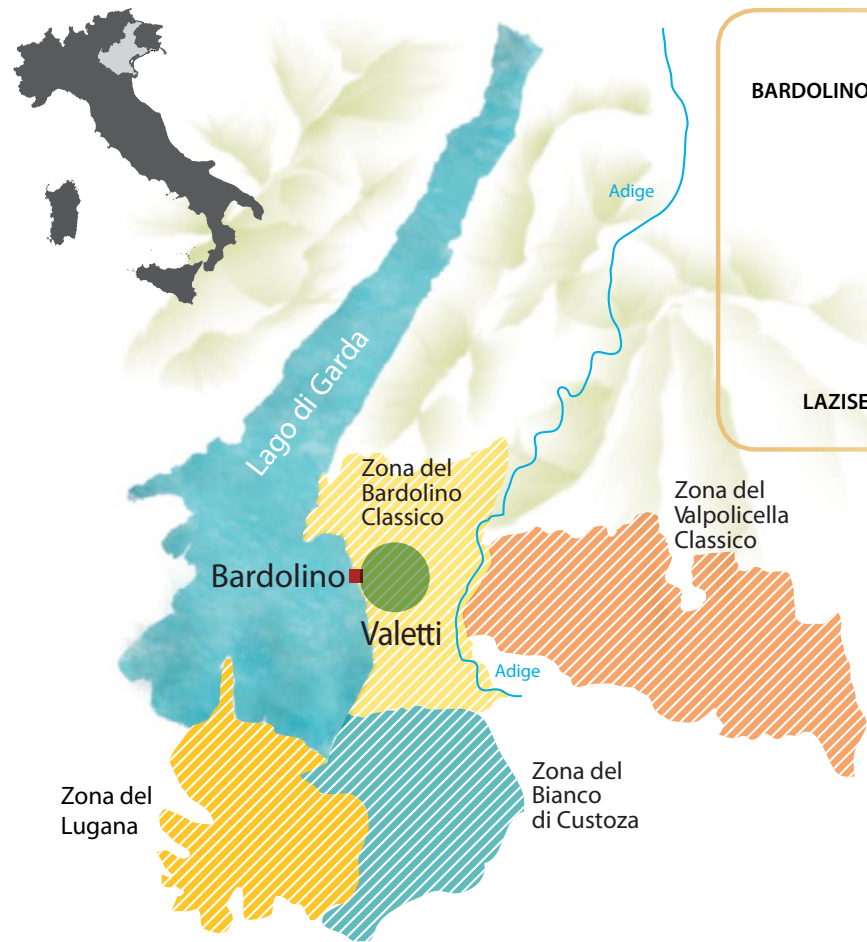 BARDOLINO
Adige
Lago di Garda
LAZISE
Zona del
Bardolino
Classico
Zona del
Valpolicella
Classico
Bardolino
Valetti
Adige
Zona del
Lugana
Zona del
Bianco
di Custoza